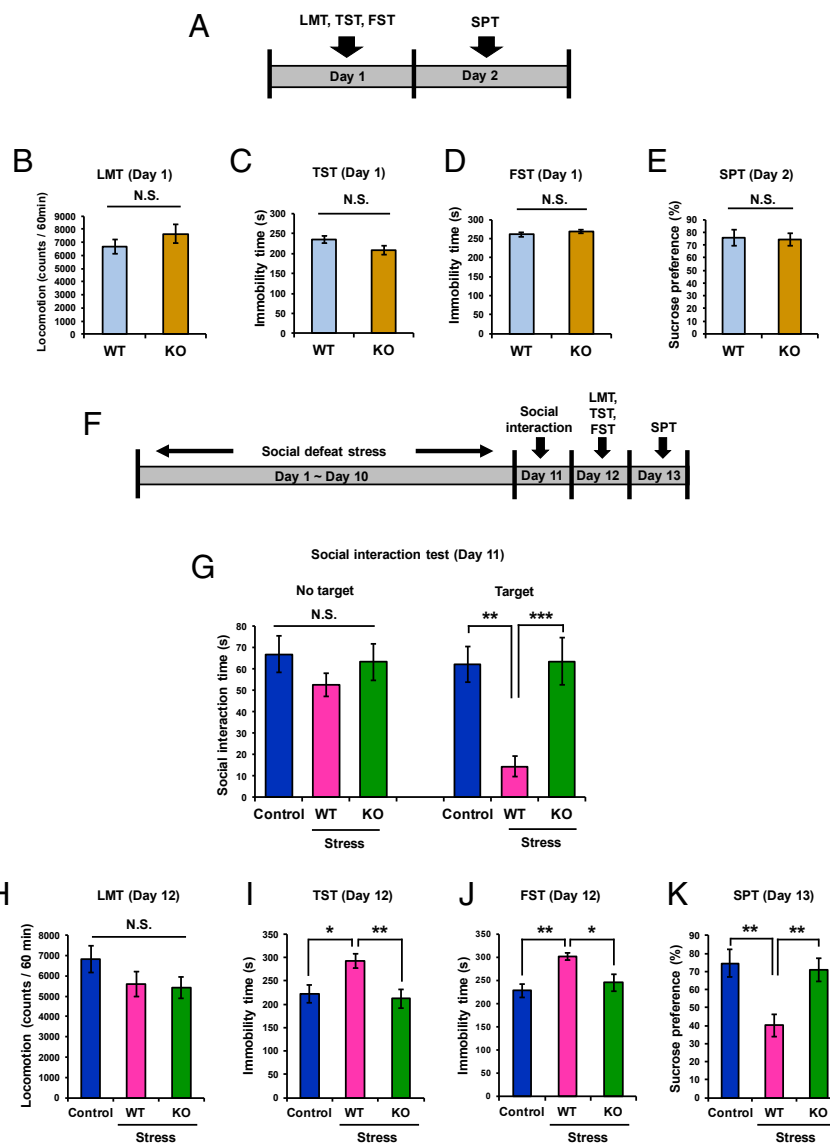 A
LMT, TST, FST
SPT
Day 1
Day 2
B
LMT (Day 1)
N.S.
Locomotion (counts / 60min)
9000
8000
7000
6000
5000
4000
3000
2000
1000
0
WT
KO
C
TST (Day 1)
N.S.
Immobility time (s)
300
250
200
150
100
50
0
WT
KO
D
FST (Day 1)
N.S.
Immobility time (s)
350
300
250
200
150
100
50
0
WT
KO
E
SPT (Day 2)
N.S.
Sucrose preference (%)
90
80
70
60
50
40
30
20
10
0
WT
KO
F
Social defeat stress
Social
interaction
LMT,
TST,
FST
SPT
Day 1 ~ Day 10
Day 11
Day 12
Day 13
G
Social interaction test (Day 11)
No target
Target
N.S.
**
***
Social interaction time (s)
80
70
60
50
40
30
20
10
0
Control
WT
KO
Stress
Control
WT
KO
Stress
H
LMT (Day 12)
N.S.
Locomotion (counts / 60 min)
8000
7000
6000
5000
4000
3000
2000
1000
0
Control
WT
KO
Stress
I
TST (Day 12)
*
**
Immobility time (s)
350
300
250
200
150
100
50
0
Control
WT
KO
Stress
J
FST (Day 12)
**
*
Immobility time (s)
350
300
250
200
150
100
50
0
Control
WT
KO
Stress
K
SPT (Day 13)
**
**
Sucrose preference (%)
90
80
70
60
50
40
30
20
10
0
Control
WT
KO
Stress